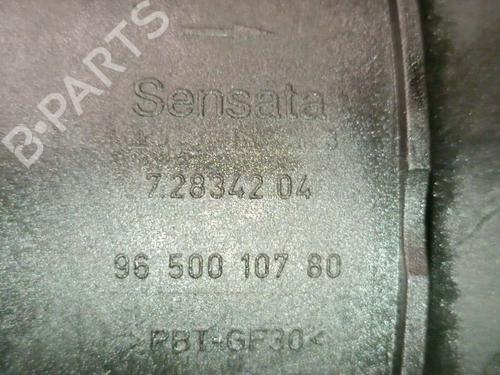 B-PARTS
Sensata
7.28342 04
96 500 107 80
>PBT-GF30<